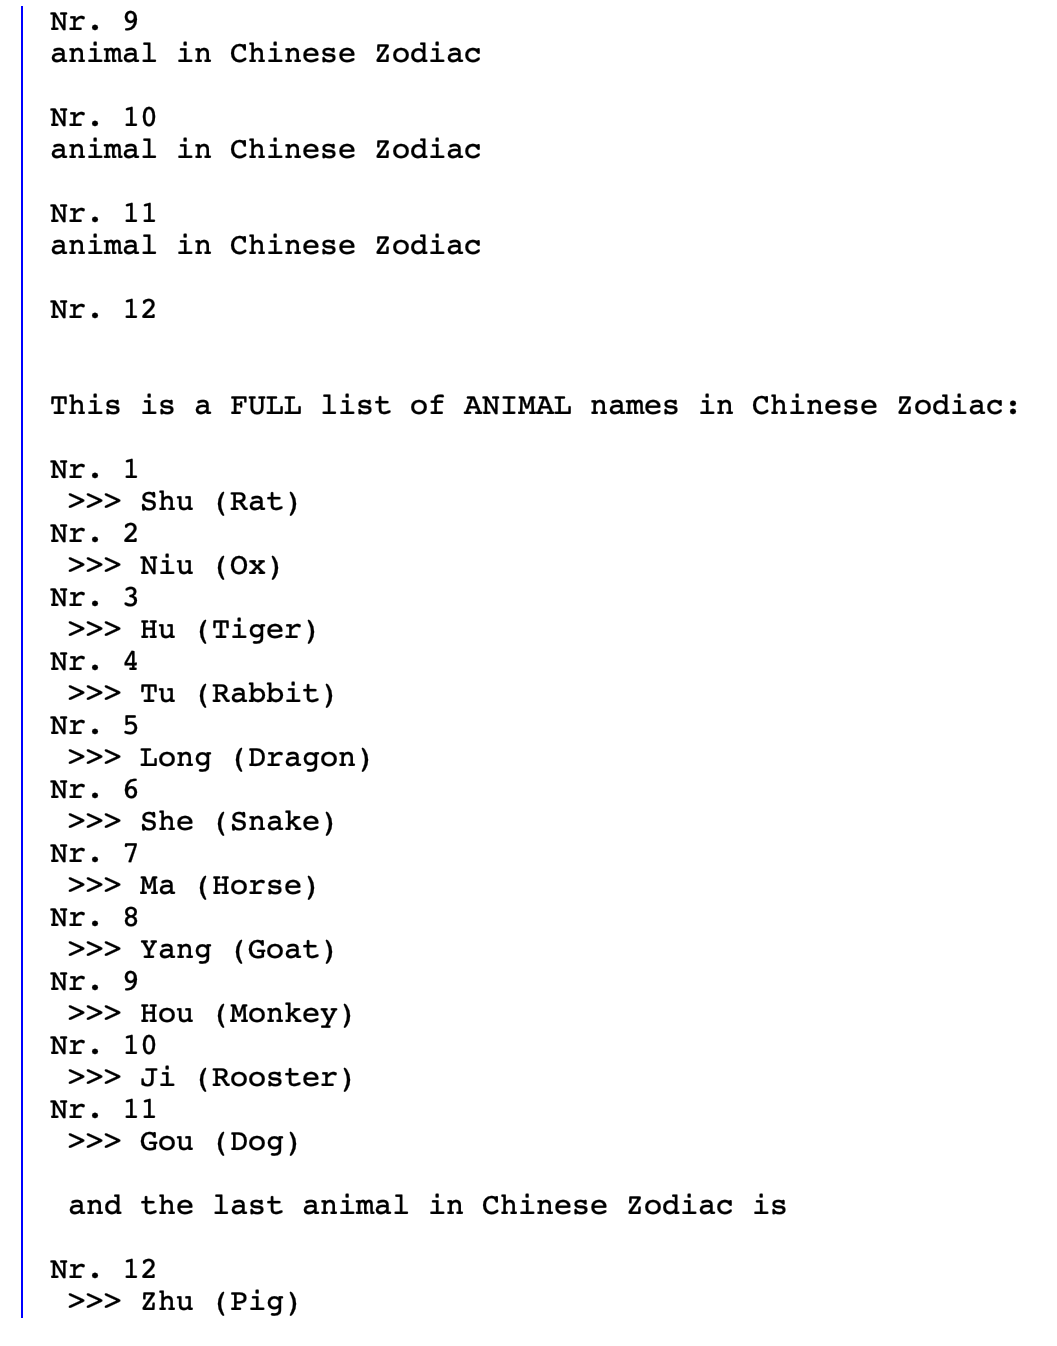 Nr. 9
animal in Chinese Zodiac
Nr. 10
animal in Chinese Zodiac
Nr. 11
animal in Chinese Zodiac
Nr. 12
This is a FULL list of ANIMAL names in Chinese Zodiac:
Nr. 1
>>> Shu (Rat)
Nr. 2
>>> Niu (Ox)
Nr. 3
>>> Hu (Tiger)
Nr. 4
>>> Tu (Rabbit)
Nr. 5
>>> Long (Dragon)
Nr. 6
>>> She (Snake)
Nr. 7
>>> Ma (Horse)
Nr. 8
>>> Yang (Goat)
Nr. 9
>>> Hou (Monkey)
Nr. 10
>>> Ji (Rooster)
Nr. 11
>>> Gou (Dog)
and the last animal in Chinese Zodiac is
Nr. 12
>>> Zhu (Pig)